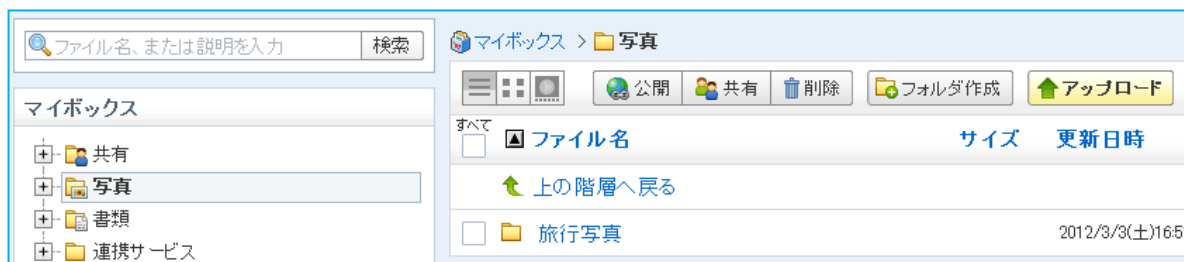 ファイル名、または説明を入力 検索
マイボックス
共有
写真
書類
連携サービス
マイボックス > 写真
公開 共有 削除 フォルダ作成 アップロード
すべて ファイル名 サイズ 更新日時
上の階層へ戻る
旅行写真 2012/3/3(土)16:5